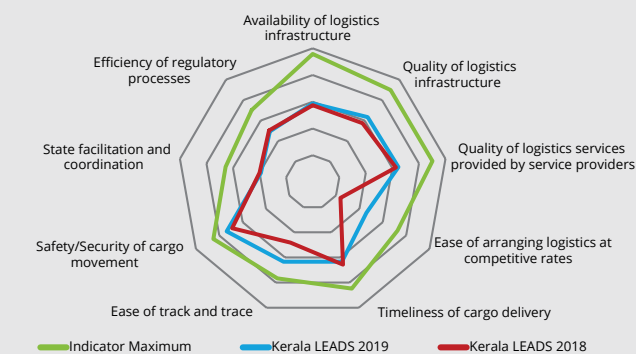 Availability of logistics
infrastructure
Efficiency of regulatory
processes
Quality of logistics
infrastructure
State facilitation and
coordination
Quality of logistics services
provided by service providers
Safety/Security of cargo
movement
Ease of arranging logistics at
competitive rates
Ease of track and trace
Timeliness of cargo delivery
Indicator Maximum
Kerala LEADS 2019
Kerala LEADS 2018